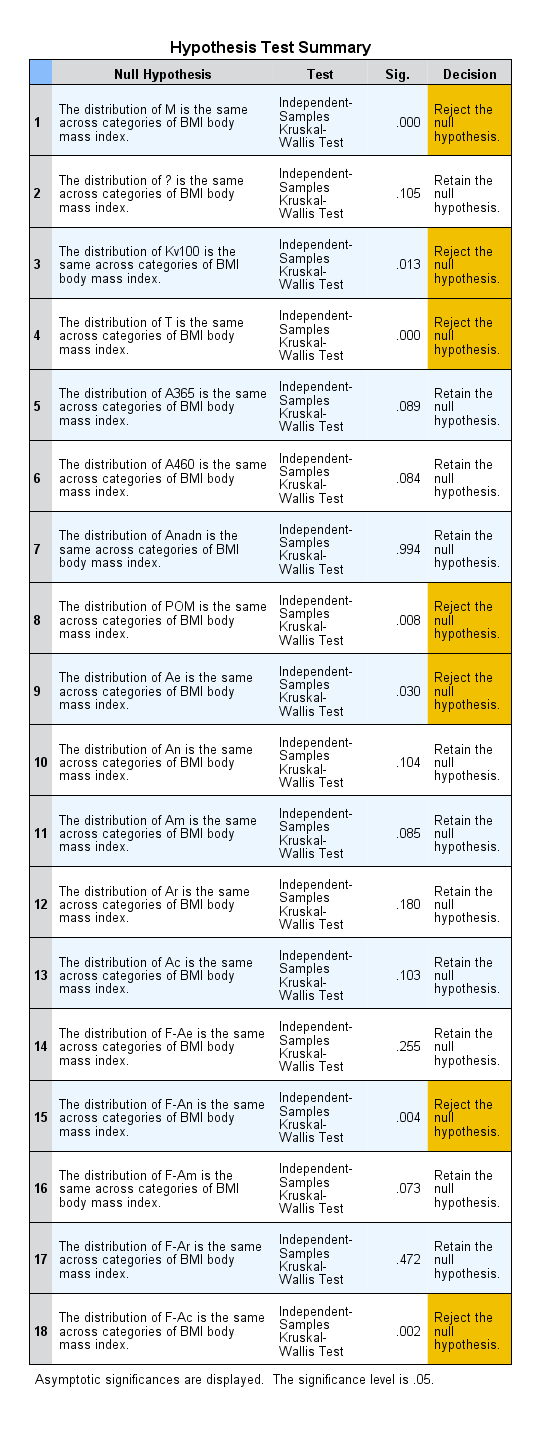 Hypothesis Test Summary
Null Hypothesis Test Sig. Decision
1 The distribution of M is the same across categories of BMI body mass index. Independent-Samples Kruskal-Wallis Test .000 Reject the null hypothesis.
2 The distribution of ? is the same across categories of BMI body mass index. Independent-Samples Kruskal-Wallis Test .105 Retain the null hypothesis.
3 The distribution of Kv100 is the same across categories of BMI body mass index. Independent-Samples Kruskal-Wallis Test .013 Reject the null hypothesis.
4 The distribution of T is the same across categories of BMI body mass index. Independent-Samples Kruskal-Wallis Test .000 Reject the null hypothesis.
5 The distribution of A365 is the same across categories of BMI body mass index. Independent-Samples Kruskal-Wallis Test .089 Retain the null hypothesis.
6 The distribution of A460 is the same across categories of BMI body mass index. Independent-Samples Kruskal-Wallis Test .084 Retain the null hypothesis.
7 The distribution of Anadn is the same across categories of BMI body mass index. Independent-Samples Kruskal-Wallis Test .994 Retain the null hypothesis.
8 The distribution of POM is the same across categories of BMI body mass index. Independent-Samples Kruskal-Wallis Test .008 Reject the null hypothesis.
9 The distribution of Ae is the same across categories of BMI body mass index. Independent-Samples Kruskal-Wallis Test .030 Reject the null hypothesis.
10 The distribution of An is the same across categories of BMI body mass index. Independent-Samples Kruskal-Wallis Test .104 Retain the null hypothesis.
11 The distribution of Am is the same across categories of BMI body mass index. Independent-Samples Kruskal-Wallis Test .085 Retain the null hypothesis.
12 The distribution of Ar is the same across categories of BMI body mass index. Independent-Samples Kruskal-Wallis Test .180 Retain the null hypothesis.
13 The distribution of Ac is the same across categories of BMI body mass index. Independent-Samples Kruskal-Wallis Test .103 Retain the null hypothesis.
14 The distribution of F-Ae is the same across categories of BMI body mass index. Independent-Samples Kruskal-Wallis Test .255 Retain the null hypothesis.
15 The distribution of F-An is the same across categories of BMI body mass index. Independent-Samples Kruskal-Wallis Test .004 Reject the null hypothesis.
16 The distribution of F-Am is the same across categories of BMI body mass index. Independent-Samples Kruskal-Wallis Test .073 Retain the null hypothesis.
17 The distribution of F-Ar is the same across categories of BMI body mass index. Independent-Samples Kruskal-Wallis Test .472 Retain the null hypothesis.
18 The distribution of F-Ac is the same across categories of BMI body mass index. Independent-Samples Kruskal-Wallis Test .002 Reject the null hypothesis.
Asymptotic significances are displayed. The significance level is .05.